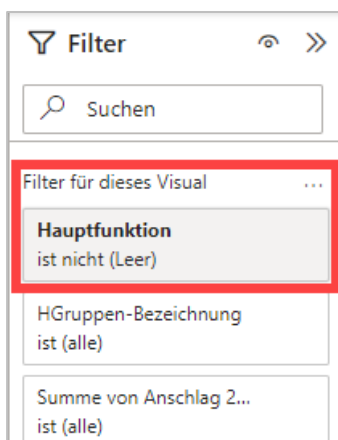 Filter
Suchen
Filter für dieses Visual
Hauptfunktion
ist nicht (Leer)
HGruppen-Bezeichnung
ist (alle)
Summe von Anschlag 2...
ist (alle)